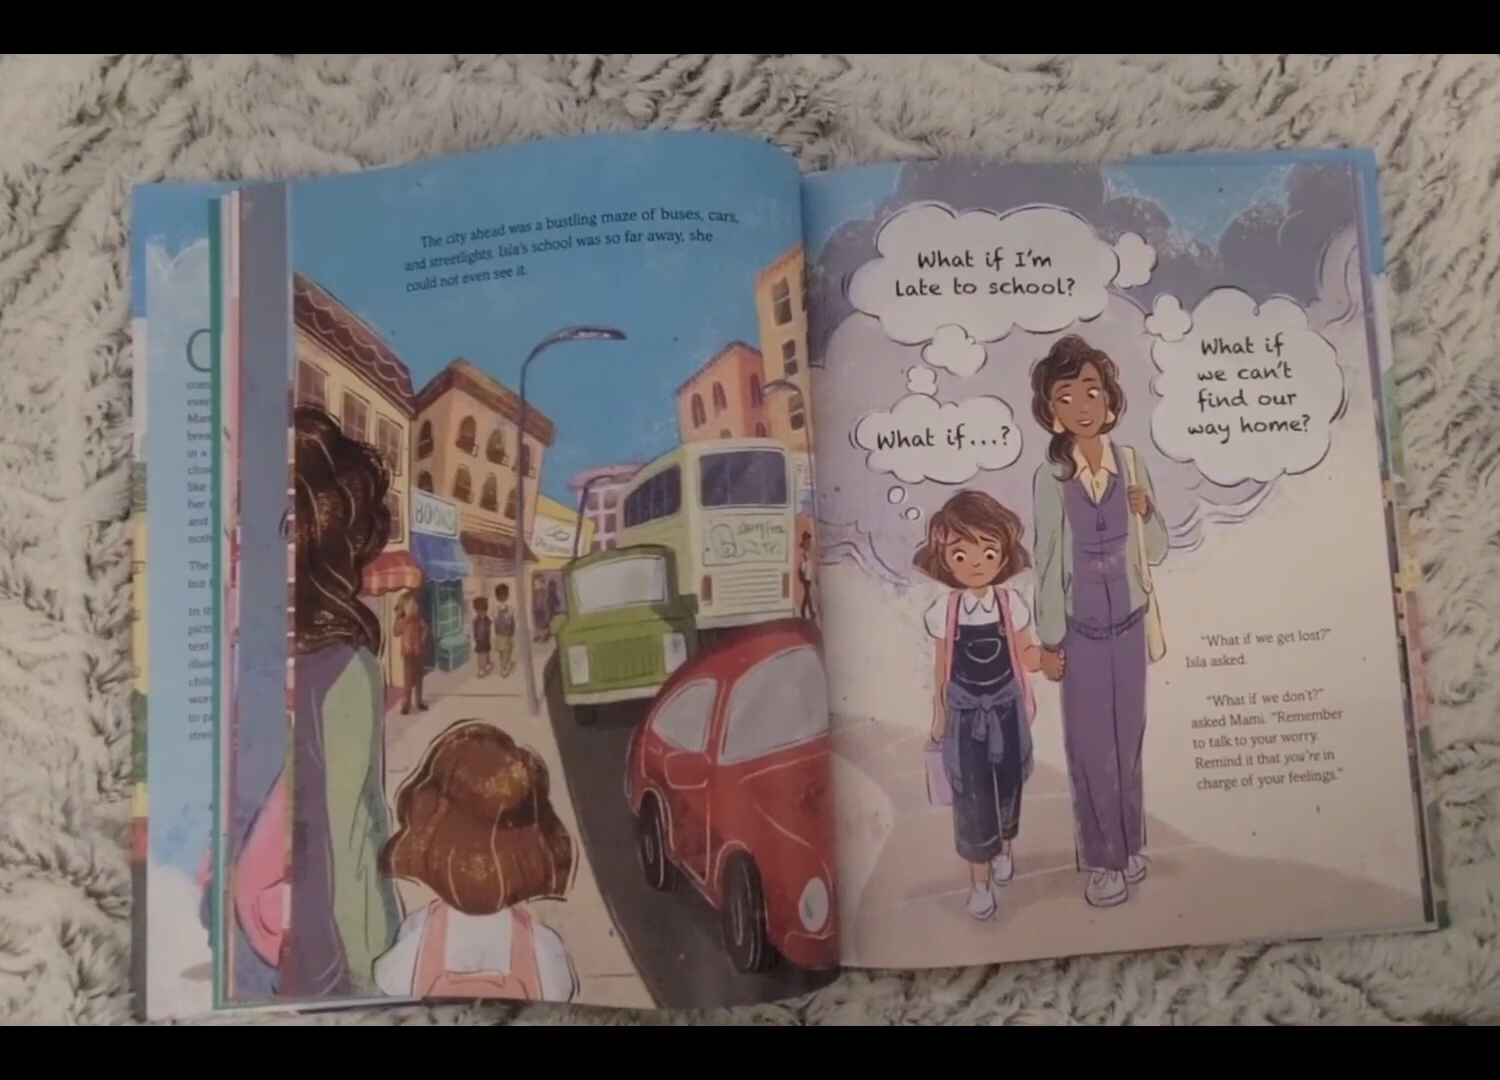 The city ahead was a bustling maze of buses, cars,
and streetlights. Isla's school was so far away, she
could not even see it.
BOOKS
What if I'm
late to school?
What if
we can't
find our
way home?
What if...?
"What if we get lost?"
Isla asked.
"What if we don't?"
asked Mami. "Remember
to talk to your worry.
Remind it that you're in
charge of your feelings."